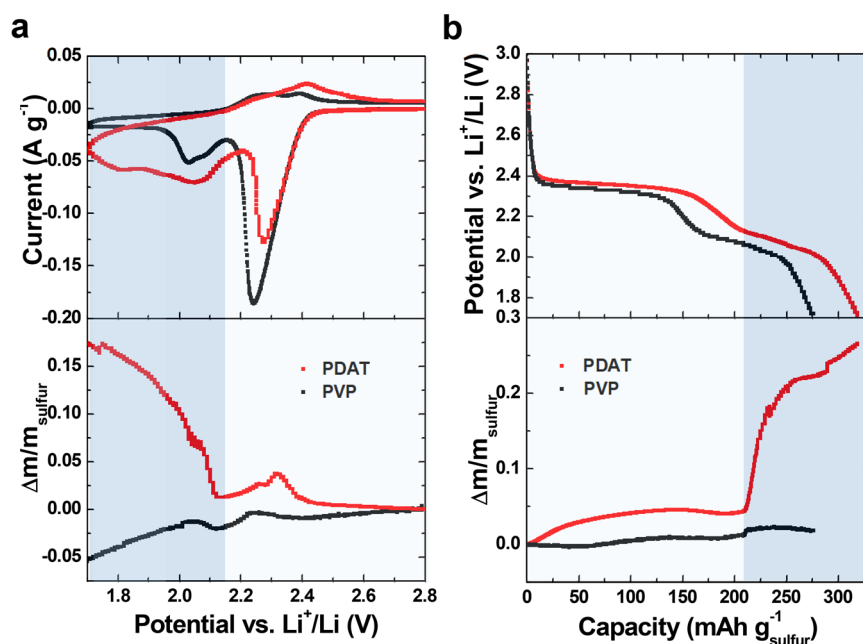 a
0.05
0.00
-0.05
-0.10
-0.15
-0.20
Current (A g⁻¹)
0.15
0.10
0.05
0.00
-0.05
Δm/m_sulfur
PDAT
PVP
1.8 2.0 2.2 2.4 2.6 2.8
Potential vs. Li⁺/Li (V)
b
3.0
2.6
2.2
2.0
1.8
0.3
Potential vs. Li⁺/Li (V)
0.2
0.1
0.0
Δm/m_sulfur
PDAT
PVP
0 50 100 150 200 250 300
Capacity (mAh g⁻¹_sulfur)